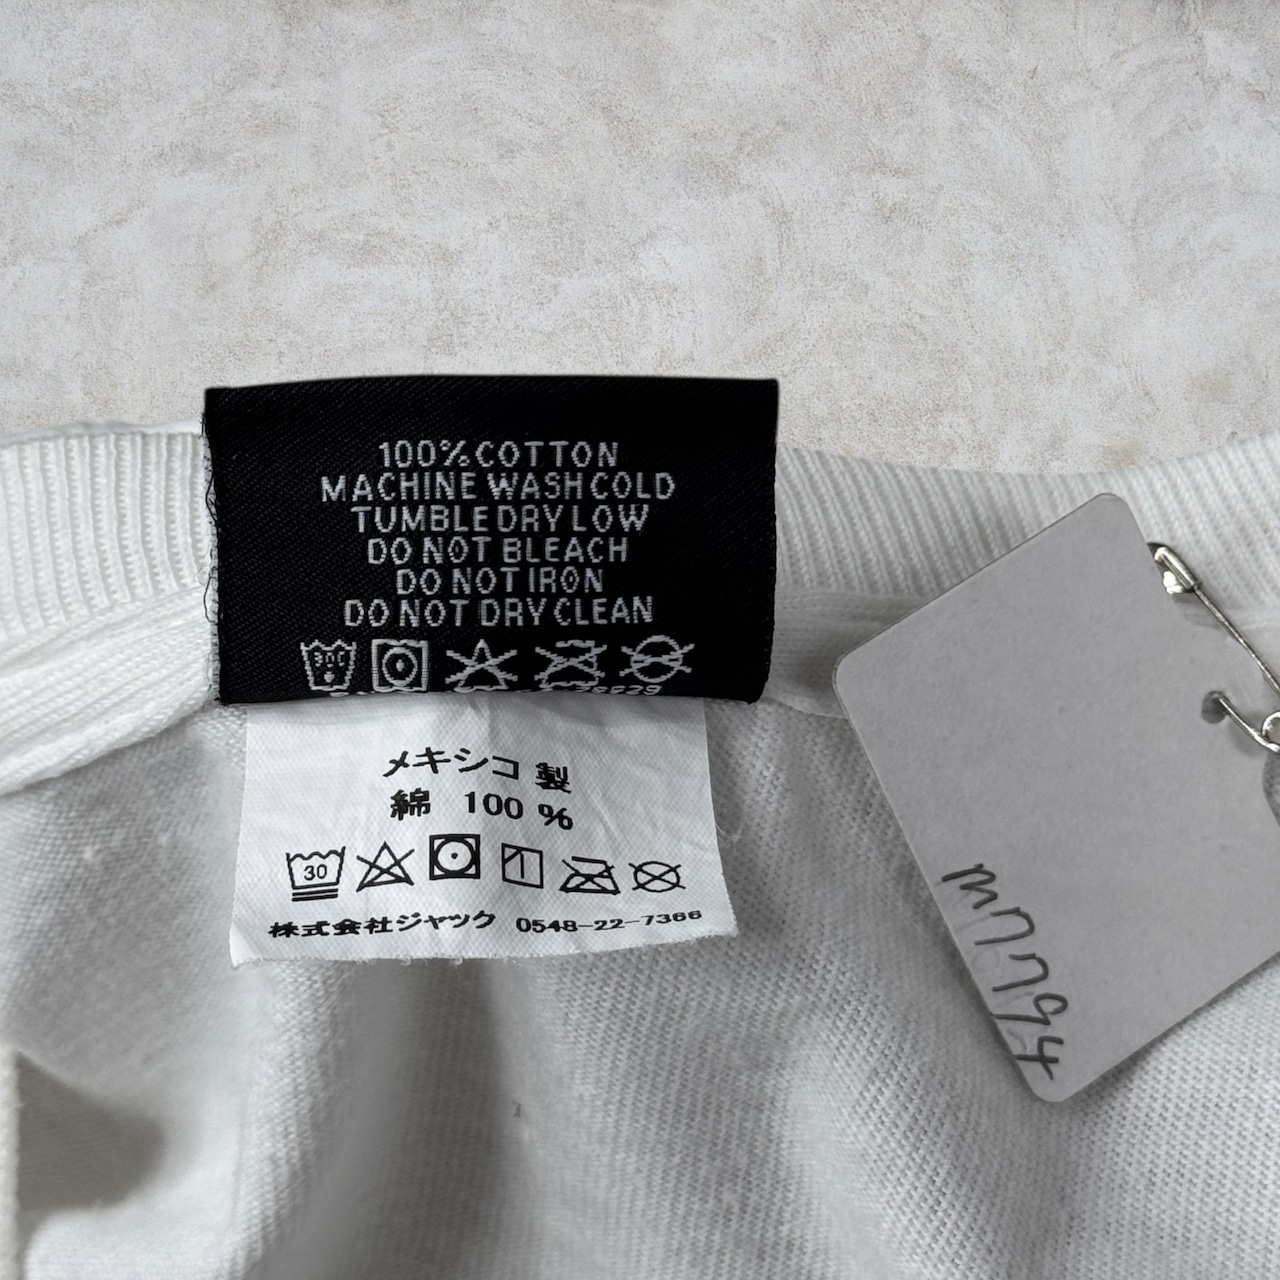 100% COTTON
MACHINE WASH COLD
TUMBLE DRY LOW
DO NOT BLEACH
DO NOT IRON
DO NOT DRY CLEAN
メキシコ 製
綿 100 %
30
株式会社ジャック 0548-22-7366